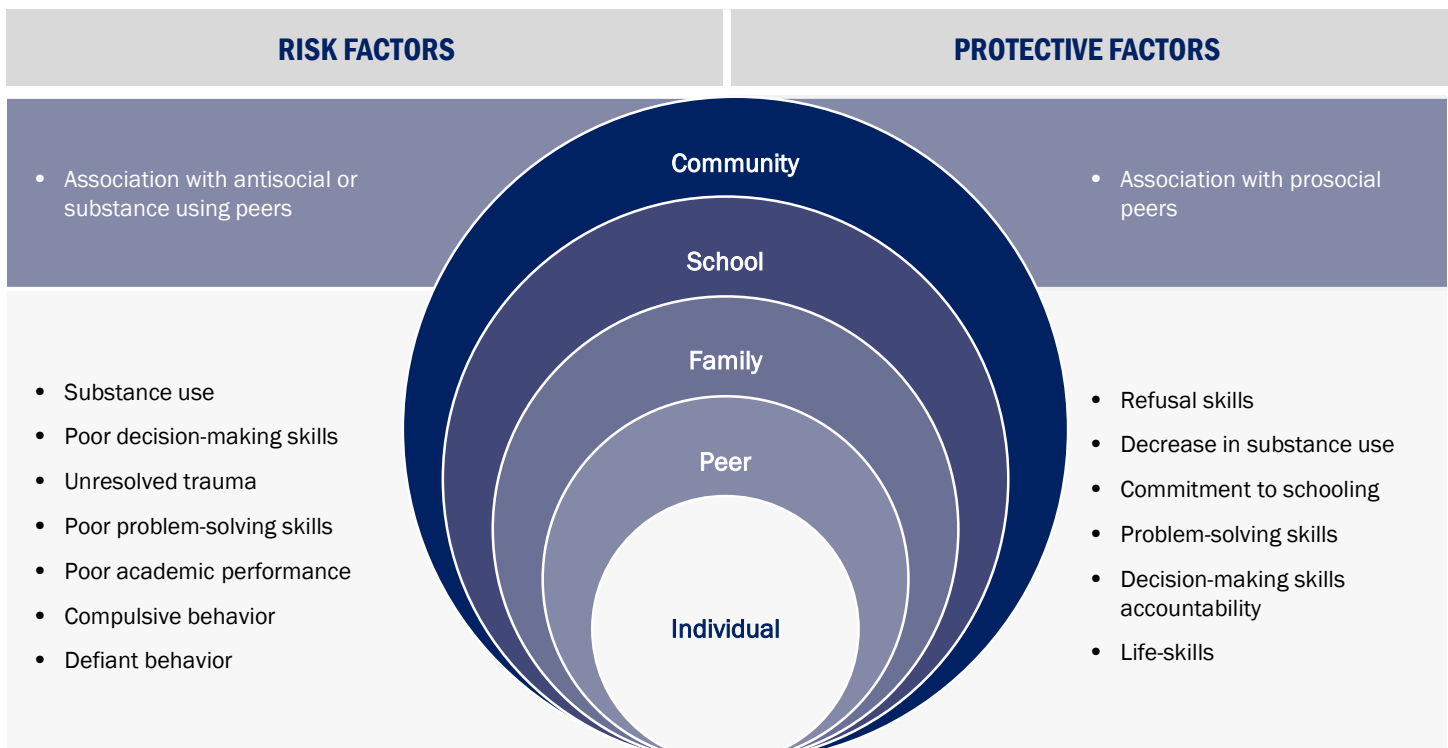 RISK FACTORS
PROTECTIVE FACTORS
• Association with antisocial or
substance using peers
Community
School
Family
Peer
Individual
• Association with prosocial
peers
• Substance use
• Poor decision-making skills
• Unresolved trauma
• Poor problem-solving skills
• Poor academic performance
• Compulsive behavior
• Defiant behavior
• Refusal skills
• Decrease in substance use
• Commitment to schooling
• Problem-solving skills
• Decision-making skills
accountability
• Life-skills